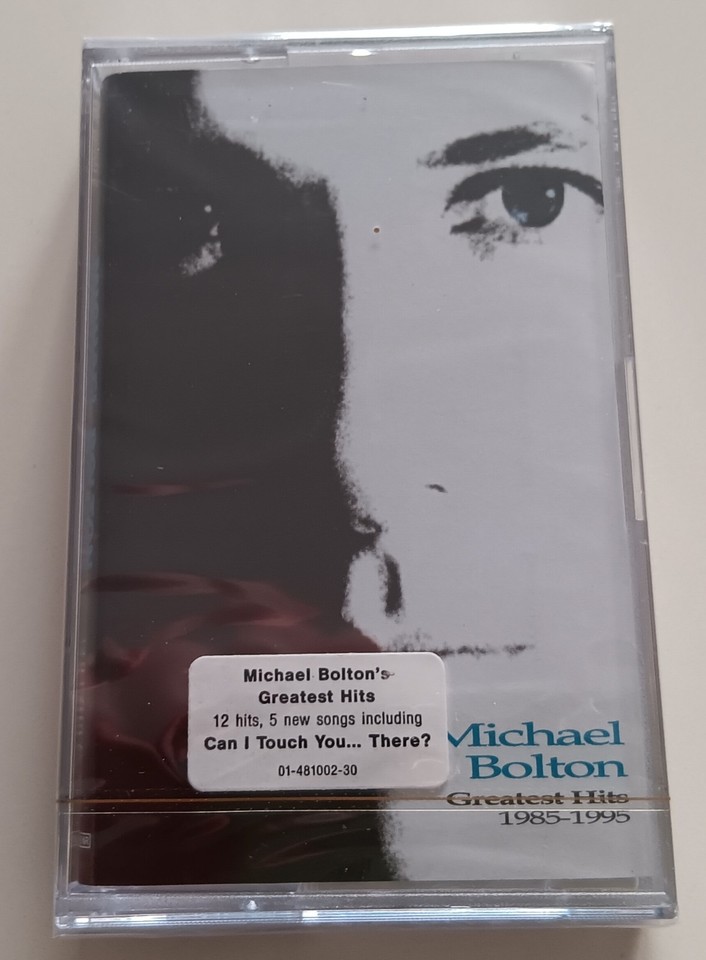 Michael Bolton's
Greatest Hits
12 hits, 5 new songs including
Can I Touch You... There?
01-481002-30
Michael
Bolton
Greatest Hits
1985-1995